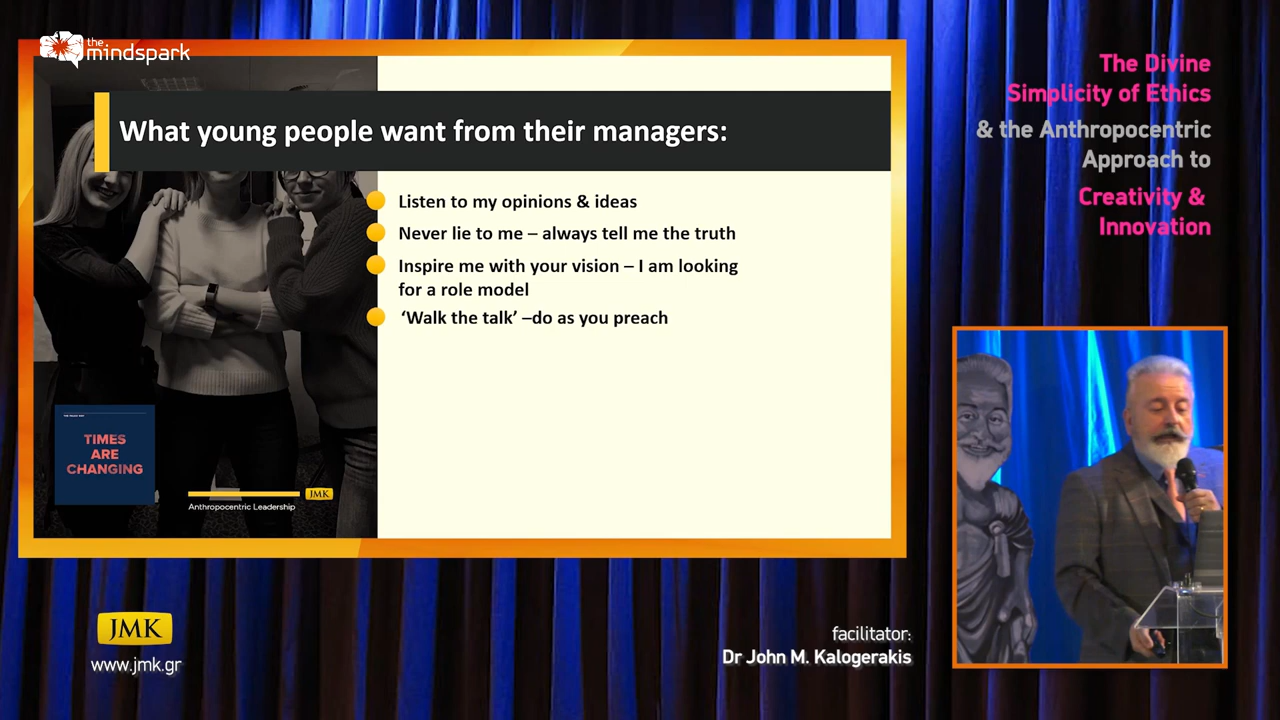 the
mindspark
What young people want from their managers:
Listen to my opinions & ideas
Never lie to me – always tell me the truth
Inspire me with your vision – I am looking
for a role model
‘Walk the talk’ –do as you preach
TIMES
ARE
CHANGING
JMK
Anthropocentric Leadership
The Divine
Simplicity of Ethics
& the Anthropocentric
Approach to
Creativity &
Innovation
JMK
www.jmk.gr
facilitator:
Dr John M. Kalogerakis